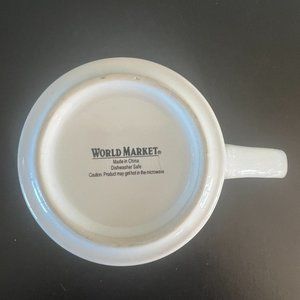 WORLD MARKET®
Made in China
Dishwasher Safe
Caution: Product may get hot in the microwave